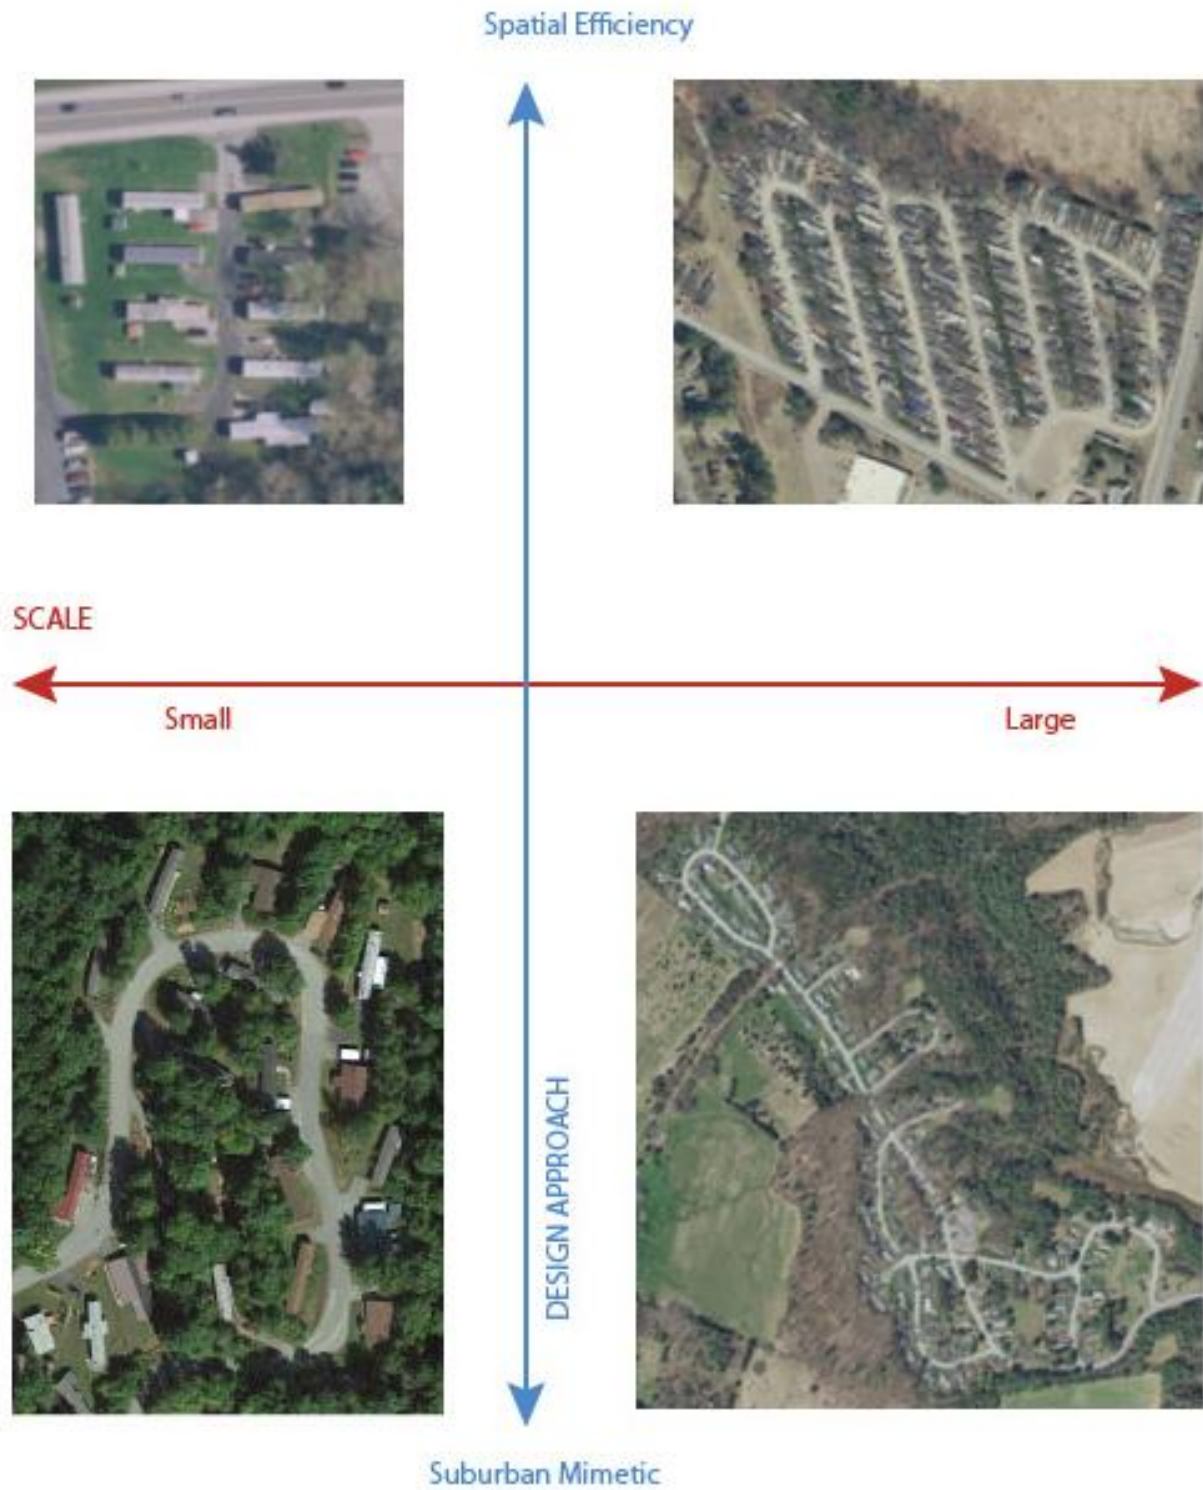 Spatial Efficiency
SCALE
Small
Large
DESIGN APPROACH
Suburban Mimetic